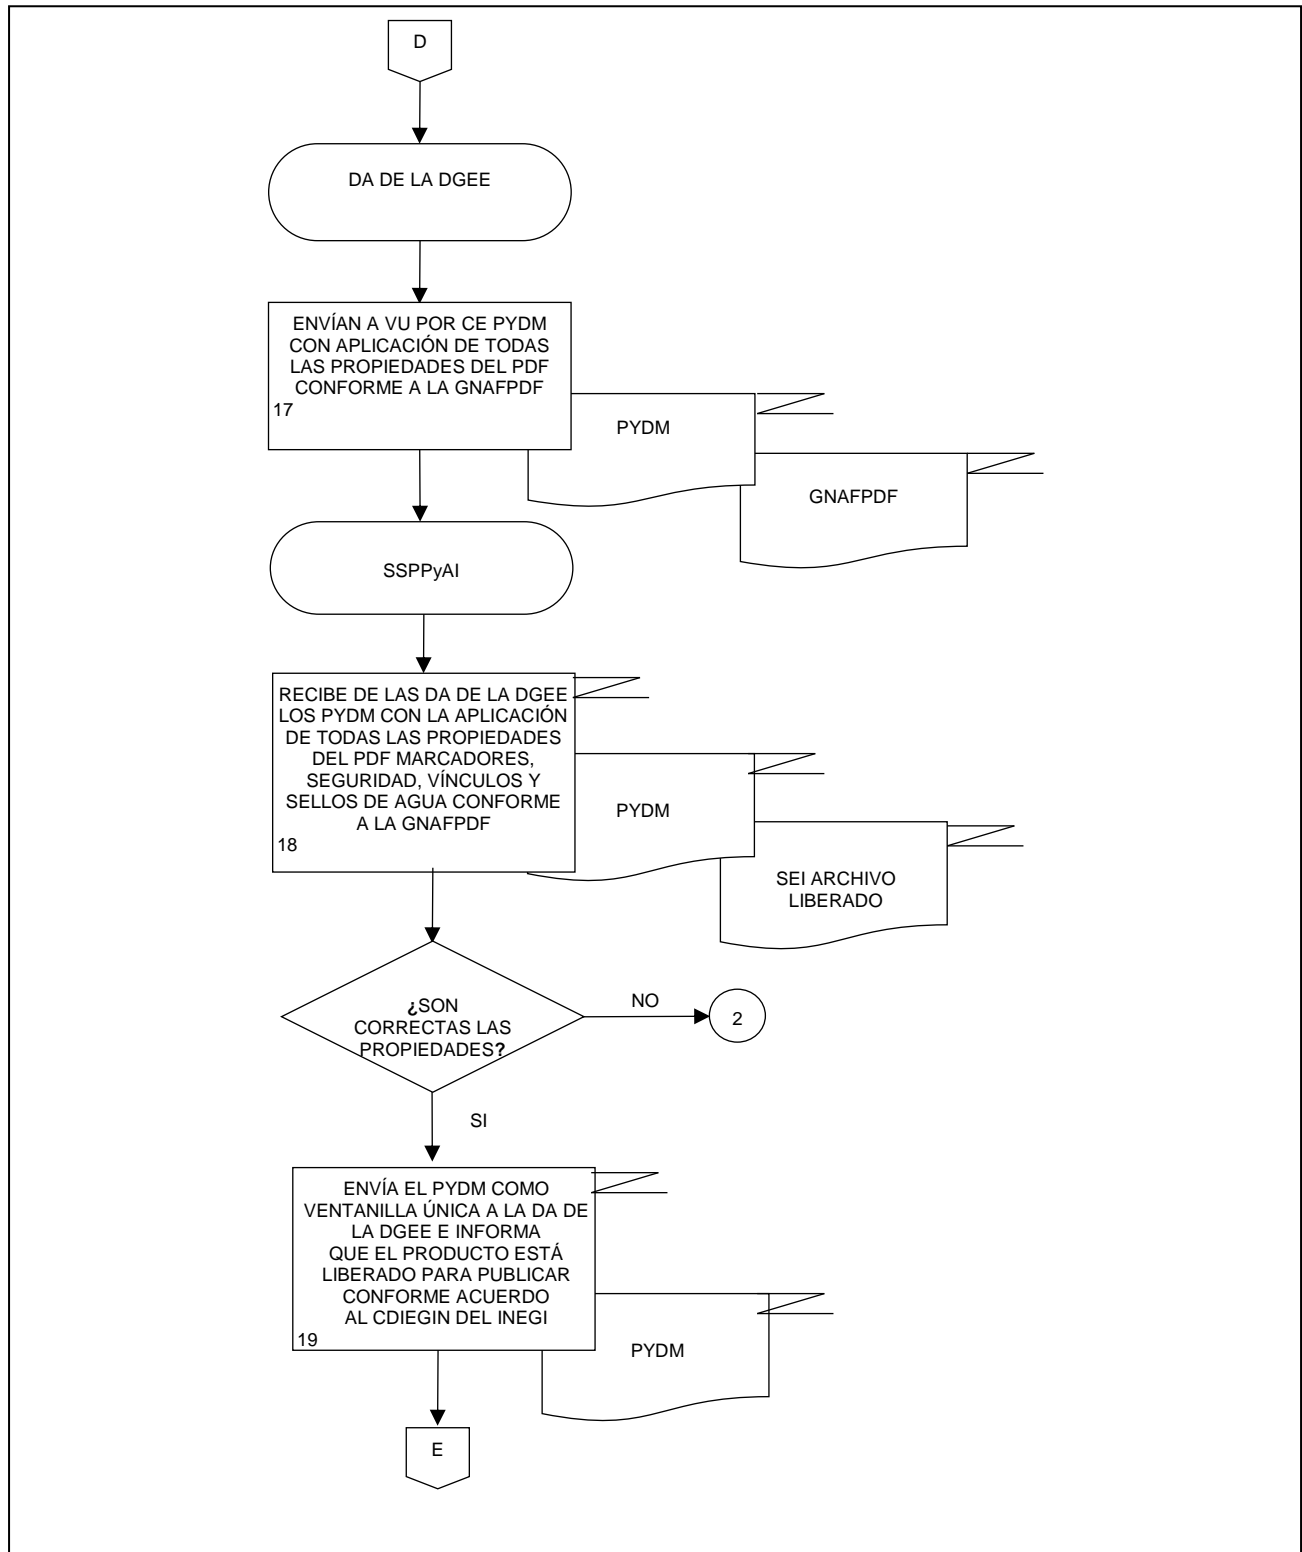 D
DA DE LA DGEE
ENVÍAN A VU POR CE PYDM
CON APLICACIÓN DE TODAS
LAS PROPIEDADES DEL PDF
CONFORME A LA GNAFPDF
17
PYDM
GNAFPDF
SSPPyAI
RECIBE DE LAS DA DE LA DGEE
LOS PYDM CON LA APLICACIÓN
DE TODAS LAS PROPIEDADES
DEL PDF MARCADORES,
SEGURIDAD, VÍNCULOS Y
SELLOS DE AGUA CONFORME
A LA GNAFPDF
18
PYDM
SEI ARCHIVO
LIBERADO
¿SON
CORRECTAS LAS
PROPIEDADES?
NO
2
SI
ENVÍA EL PYDM COMO
VENTANILLA ÚNICA A LA DA DE
LA DGEE E INFORMA
QUE EL PRODUCTO ESTÁ
LIBERADO PARA PUBLICAR
CONFORME ACUERDO
AL CDIEGIN DEL INEGI
19
PYDM
E